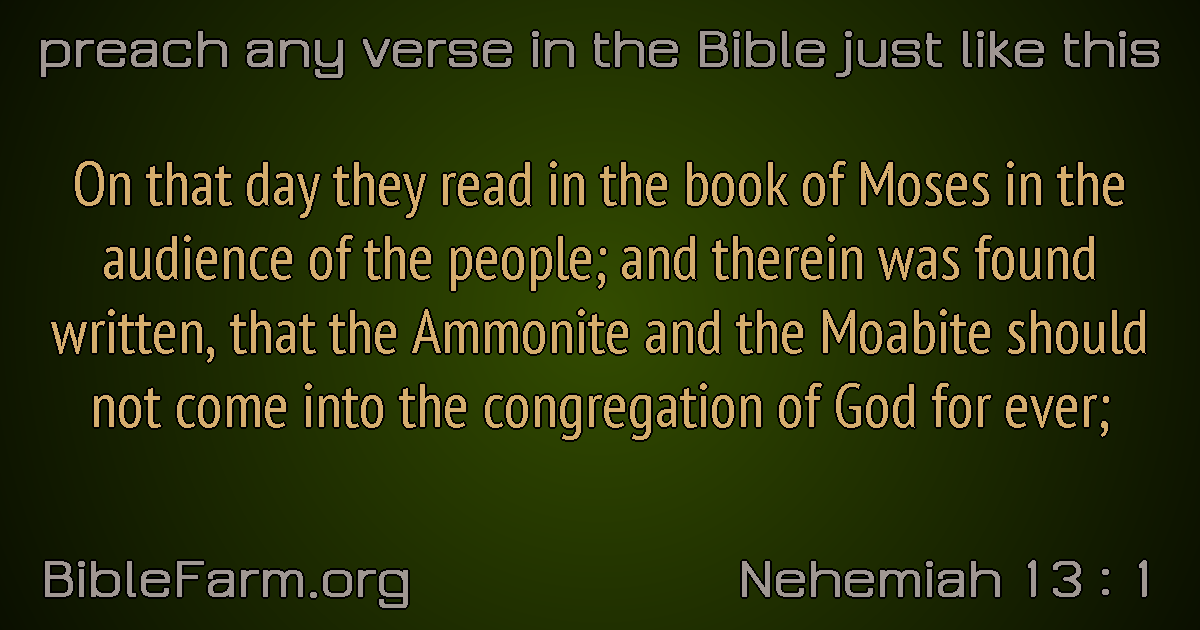 preach any verse in the Bible just like this
On that day they read in the book of Moses in the
audience of the people; and therein was found
written, that the Ammonite and the Moabite should
not come into the congregation of God for ever;
BibleFarm.org
Nehemiah 13 : 1